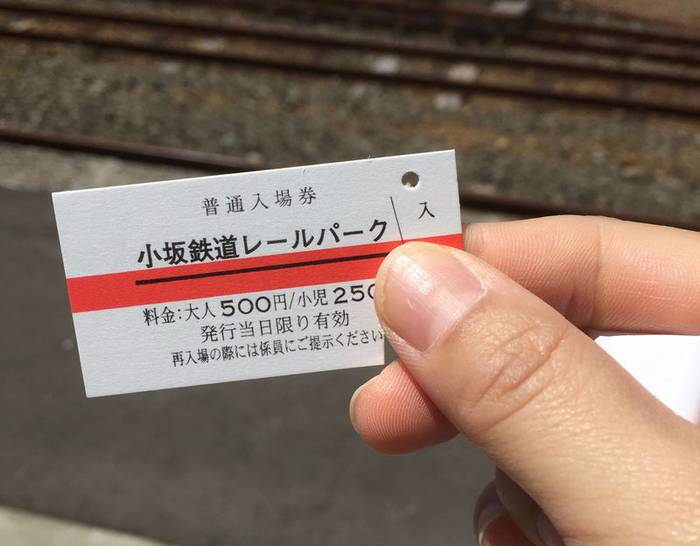 普通入場券
入
小坂鉄道レールパーク
料金:大人500円/小児250
発行当日限り有効
再入場の際には係員にご提示ください